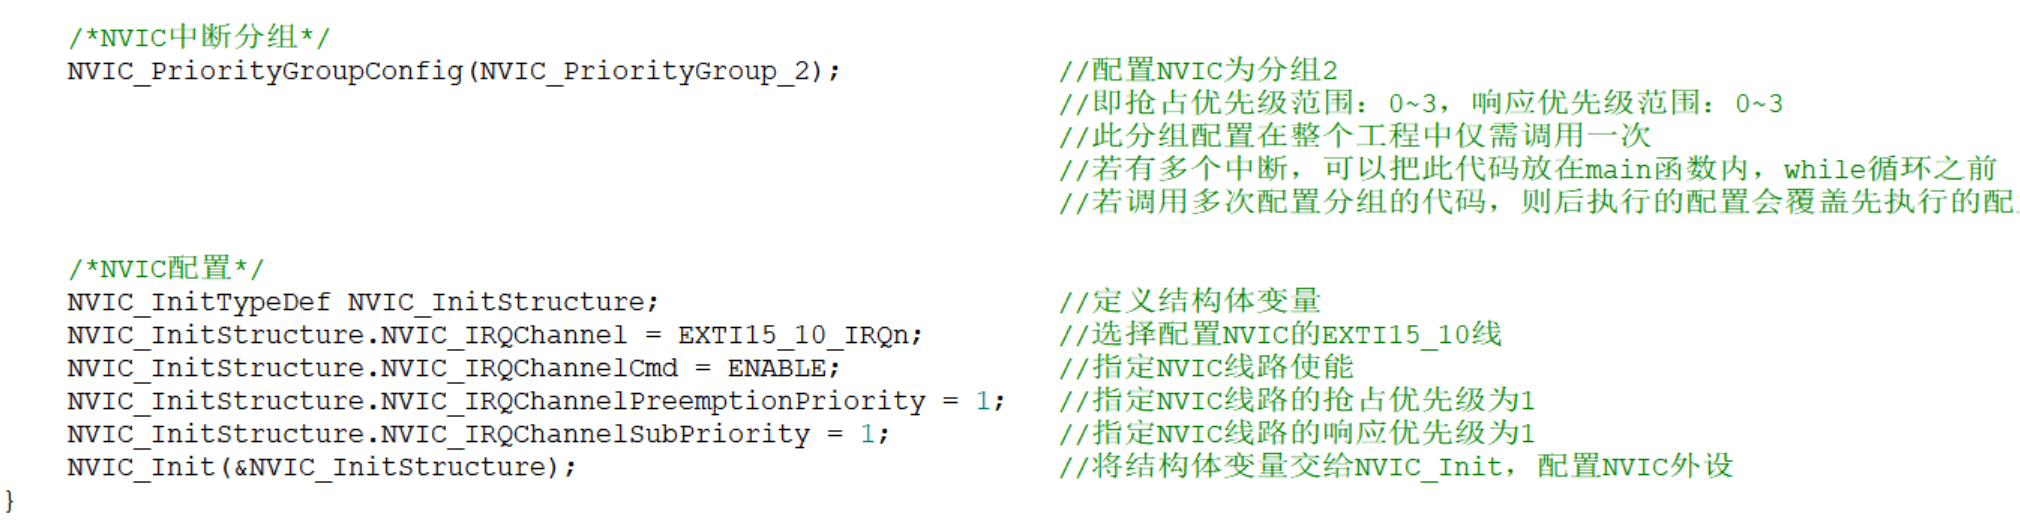 /*NVIC中断分组*/
NVIC_PriorityGroupConfig(NVIC_PriorityGroup_2); //配置NVIC为分组2
//即抢占优先级范围：0~3，响应优先级范围：0~3
//此分组配置在整个工程中仅需调用一次
//若有多个中断，可以把此代码放在main函数内，while循环之前
//若调用多次配置分组的代码，则后执行的配置会覆盖先执行的配
/*NVIC配置*/
NVIC_InitTypeDef NVIC_InitStructure; //定义结构体变量
NVIC_InitStructure.NVIC_IRQChannel = EXTI15_10_IRQn; //选择配置NVIC的EXTI15_10线
NVIC_InitStructure.NVIC_IRQChannelCmd = ENABLE; //指定NVIC线路使能
NVIC_InitStructure.NVIC_IRQChannelPreemptionPriority = 1; //指定NVIC线路的抢占优先级为1
NVIC_InitStructure.NVIC_IRQChannelSubPriority = 1; //指定NVIC线路的响应优先级为1
NVIC_Init(&NVIC_InitStructure); //将结构体变量交给NVIC_Init，配置NVIC外设
}